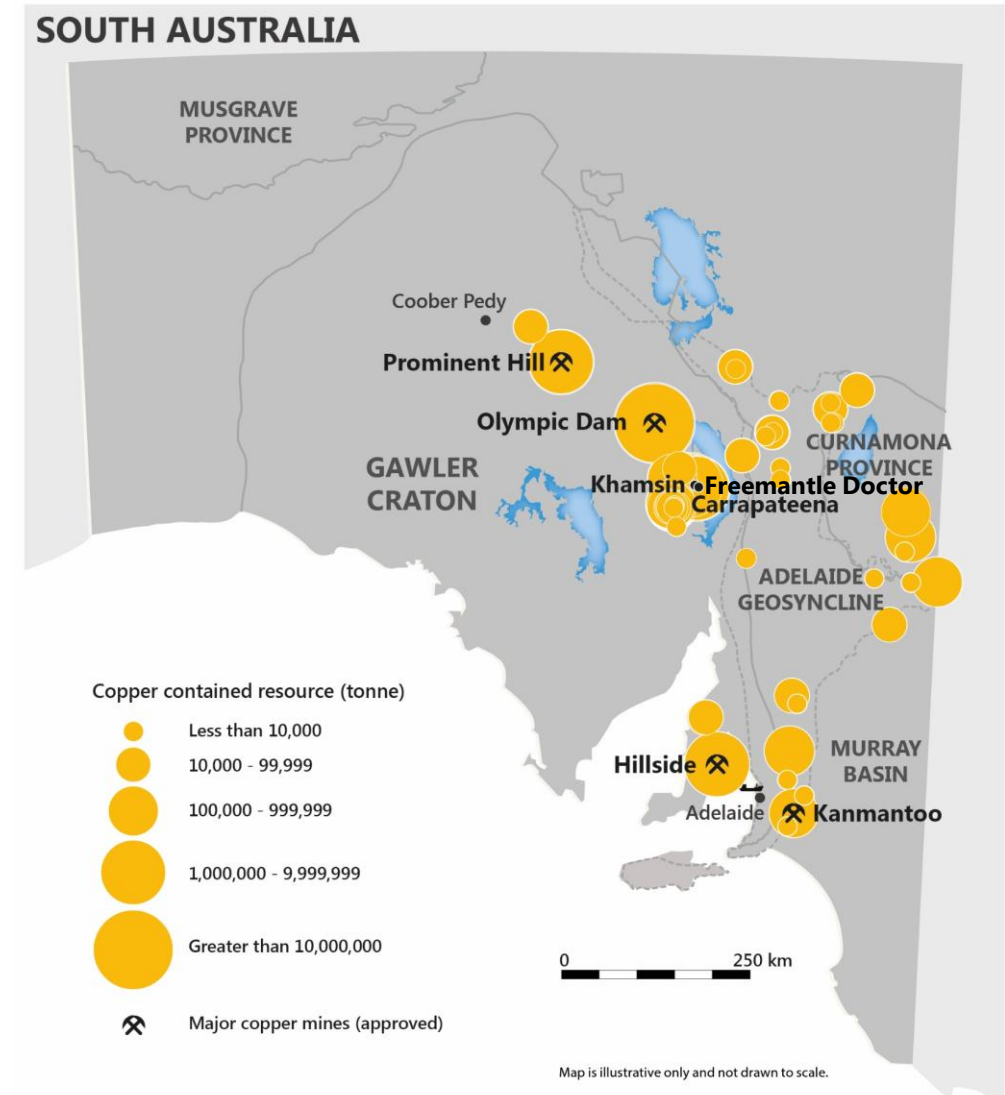 SOUTH AUSTRALIA
MUSGRAVE
PROVINCE
Coober Pedy
Prominent Hill
Olympic Dam
GAWLER
CRATON
CURNAMONA
PROVINCE
Khamsin
Freemantle Doctor
Carrapateena
ADELAIDE
GEOSYNCLINE
MURRAY
BASIN
Hillside
Adelaide
Kanmantoo
Copper contained resource (tonne)
Less than 10,000
10,000 - 99,999
100,000 - 999,999
1,000,000 - 9,999,999
Greater than 10,000,000
Major copper mines (approved)
0 250 km
Map is illustrative only and not drawn to scale.